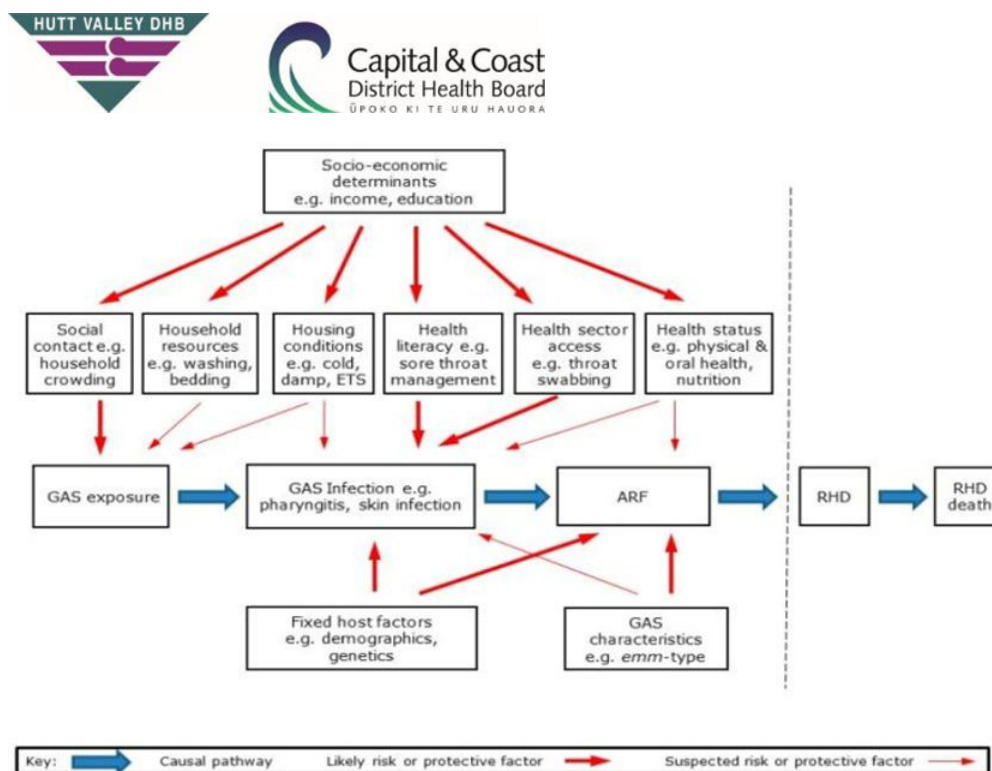 HUTT VALLEY DHB
Capital & Coast
District Health Board
ŪPOKO KI TE URU HAUORA
Socio-economic
determinants
e.g. income, education
Social
contact e.g.
household
crowding
Household
resources
e.g. washing,
bedding
Housing
conditions
e.g. cold,
damp, ETS
Health
literacy e.g.
sore throat
management
Health sector
access
e.g. throat
swabbing
Health status
e.g. physical &
oral health,
nutrition
GAS exposure
GAS Infection e.g.
pharyngitis, skin infection
ARF
RHD
RHD
death
Fixed host factors
e.g. demographics,
genetics
GAS
characteristics
e.g. emm-type
Key: Causal pathway Likely risk or protective factor Suspected risk or protective factor